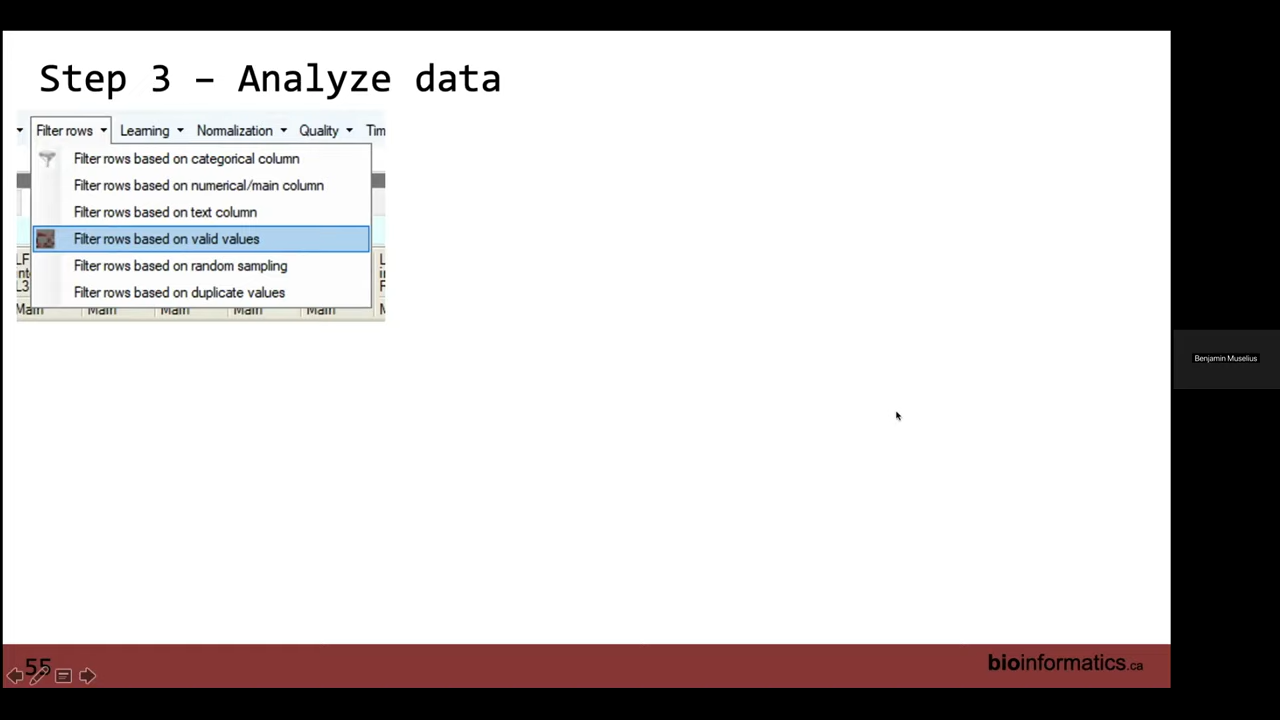 Step 3 – Analyze data
Filter rows Learning Normalization Quality Tim
Filter rows based on categorical column
Filter rows based on numerical/main column
Filter rows based on text column
Filter rows based on valid values
Filter rows based on random sampling
Filter rows based on duplicate values
LF
L3
Main Main Main Main Main
Benjamin Muselius
55
bioinformatics.ca